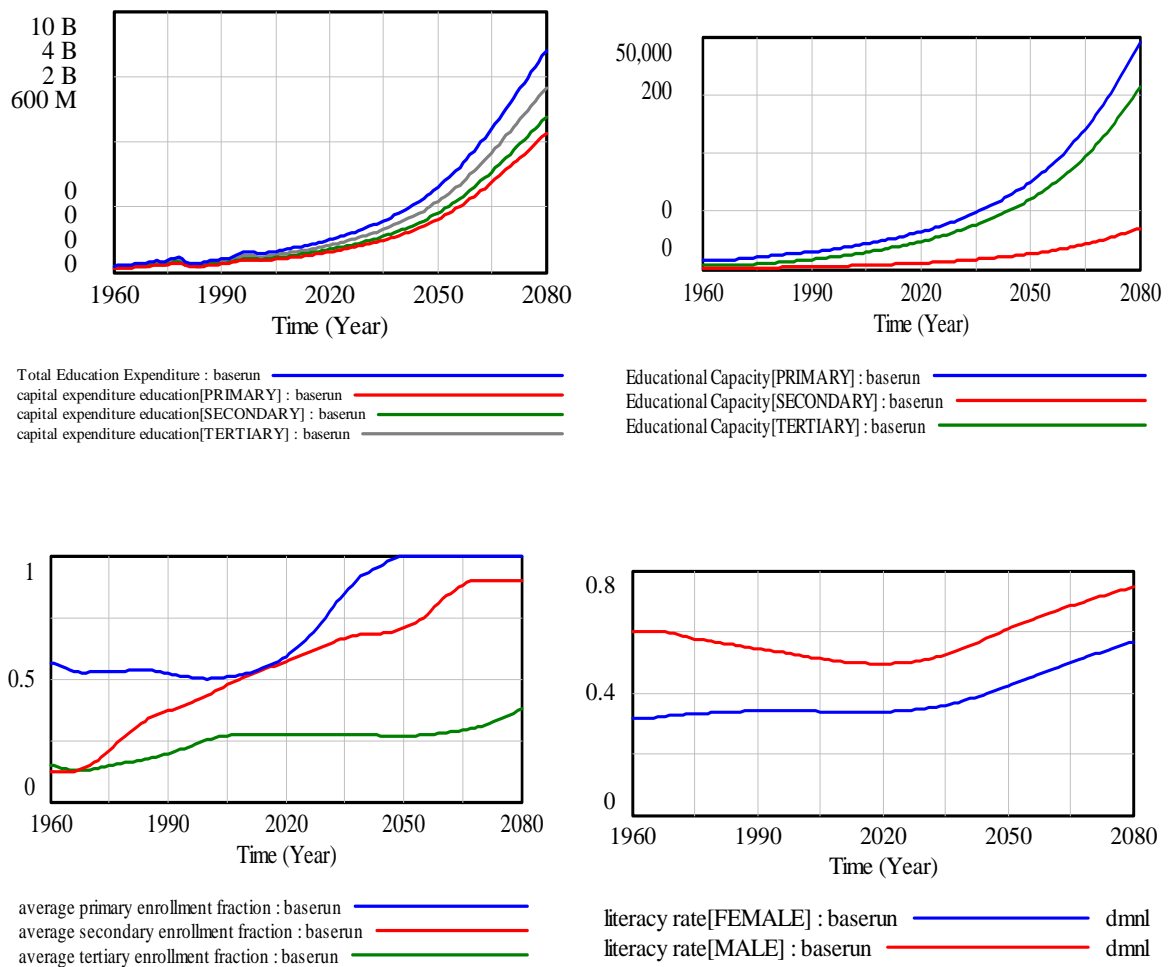 10 B
4 B
2 B
600 M
0
0
0
0
1960 1990 2020 2050 2080
Time (Year)
Total Education Expenditure : baserun
capital expenditure education[PRIMARY] : baserun
capital expenditure education[SECONDARY] : baserun
capital expenditure education[TERTIARY] : baserun
50,000
200
0
0
1960 1990 2020 2050 2080
Time (Year)
Educational Capacity[PRIMARY] : baserun
Educational Capacity[SECONDARY] : baserun
Educational Capacity[TERTIARY] : baserun
1
0.5
0
1960 1990 2020 2050 2080
Time (Year)
average primary enrollment fraction : baserun
average secondary enrollment fraction : baserun
average tertiary enrollment fraction : baserun
0.8
0.4
0
1960 1990 2020 2050 2080
Time (Year)
literacy rate[FEMALE] : baserun dmnl
literacy rate[MALE] : baserun dmnl